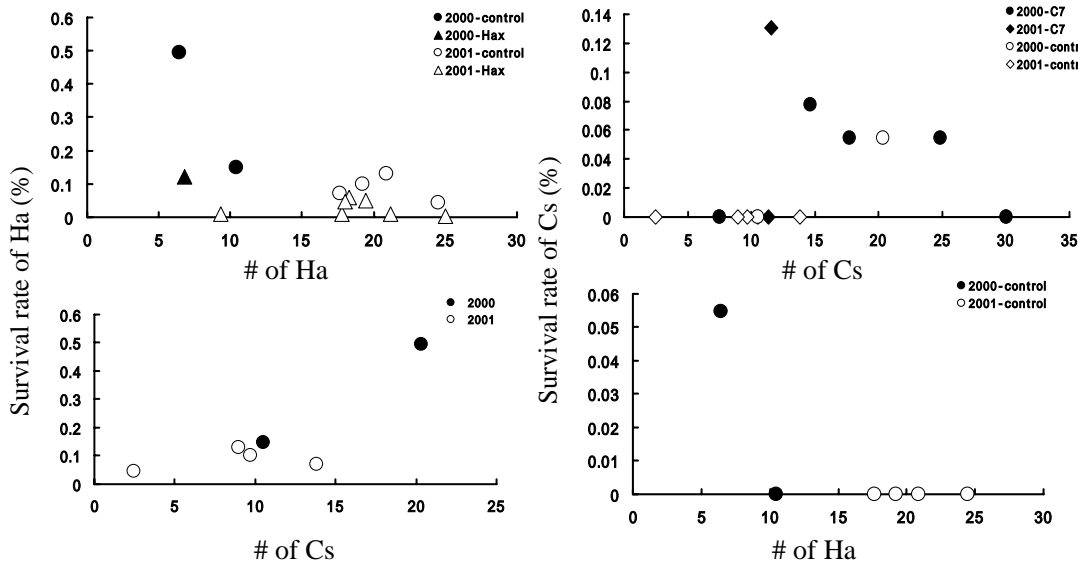 0.6
0.5
0.4
0.3
0.2
0.1
0
0 5 10 15 20 25 30
# of Ha
2000-control
2000-Hax
2001-control
2001-Hax
Survival rate of Ha (%)
0.14
0.12
0.1
0.08
0.06
0.04
0.02
0
0 5 10 15 20 25 30 35
# of Cs
2000-C7
2001-C7
2000-contr
2001-contr
Survival rate of Cs (%)
0.6
0.5
0.4
0.3
0.2
0.1
0
0 5 10 15 20 25
# of Cs
2000
2001
0.06
0.05
0.04
0.03
0.02
0.01
0
0 5 10 15 20 25 30
# of Ha
2000-control
2001-control